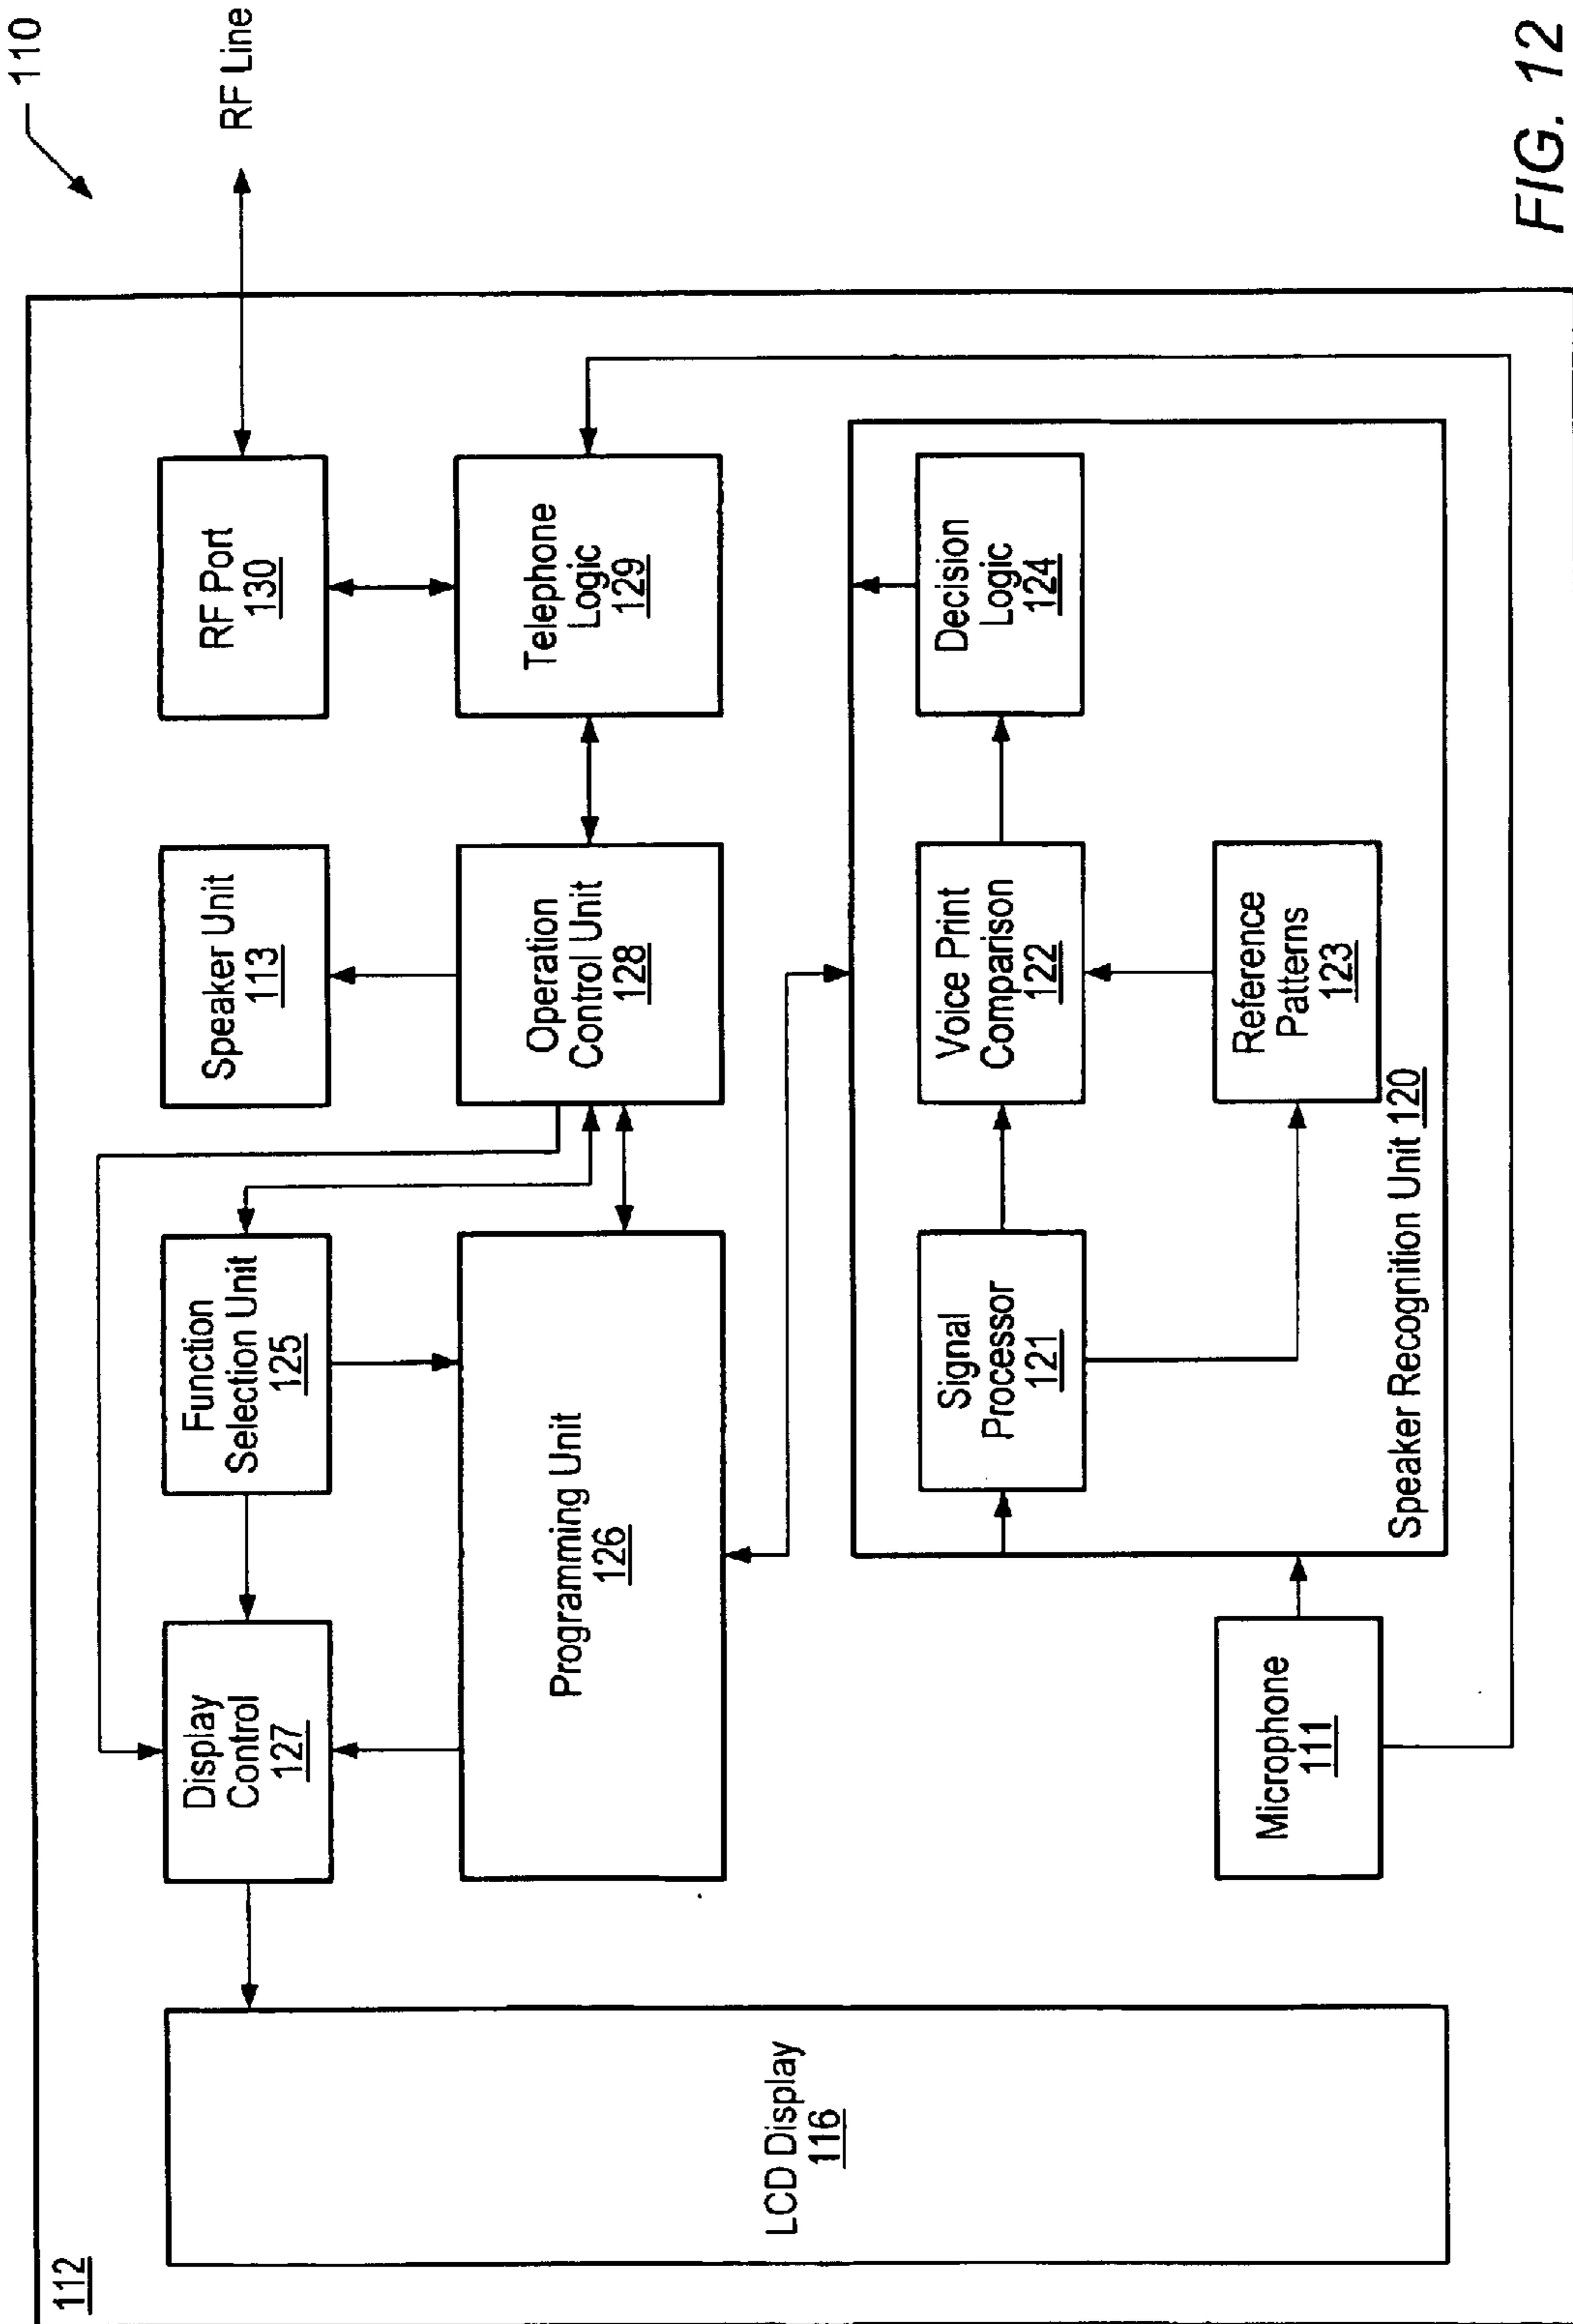 110
RF Line
112
LCD Display
116
Display
Control
127
Function
Selection Unit
125
Speaker Unit
113
RF Port
130
Programming Unit
126
Operation
Control Unit
128
Telephone
Logic
129
Signal
Processor
121
Voice Print
Comparison
122
Decision
Logic
124
Reference
Patterns
123
Speaker Recognition Unit 120
Microphone
111
FIG. 12